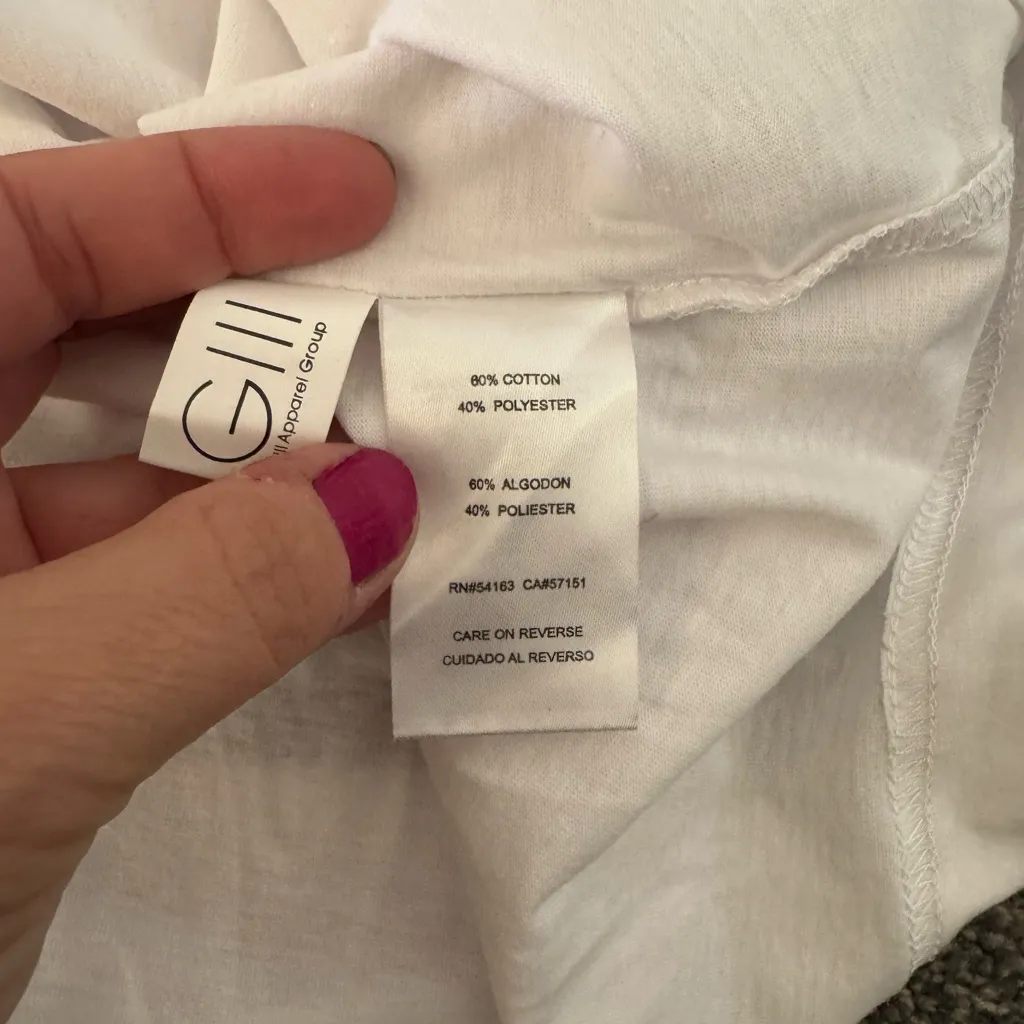 GIII
Apparel Group
60% COTTON
40% POLYESTER
60% ALGODON
40% POLIESTER
RN#54163 CA#57151
CARE ON REVERSE
CUIDADO AL REVERSO